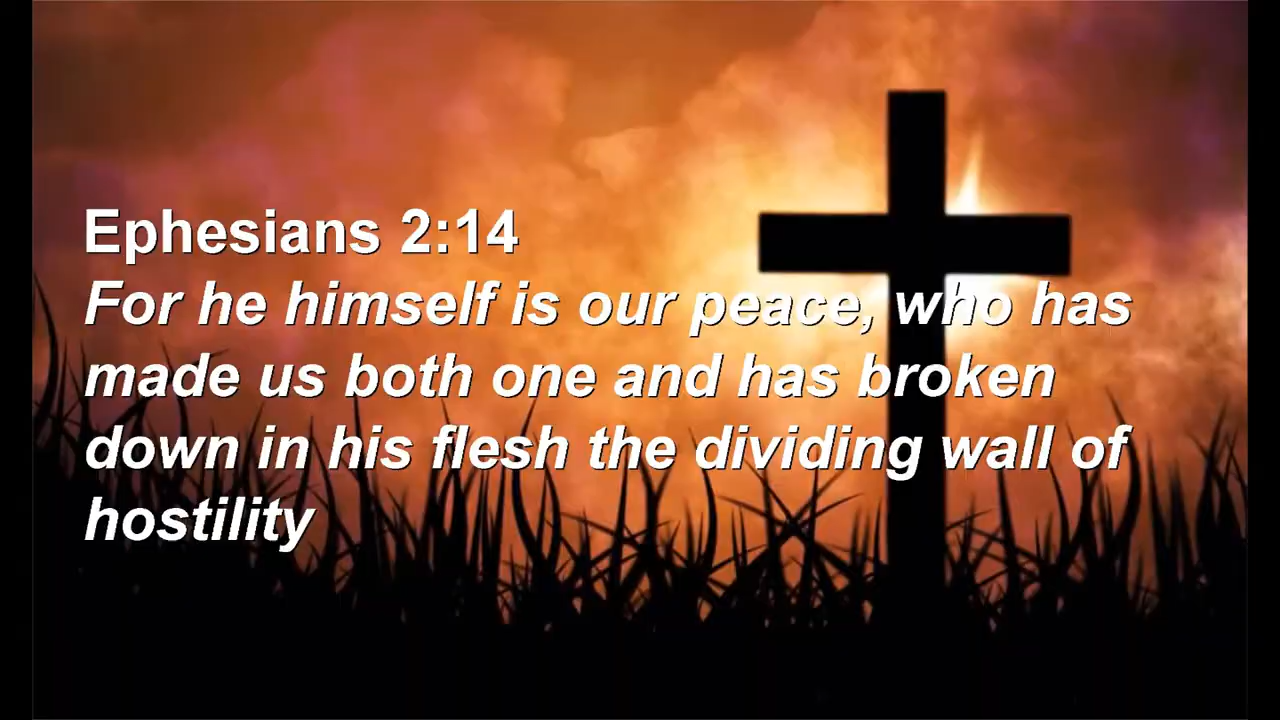 Ephesians 2:14
For he himself is our peace, who has
made us both one and has broken
down in his flesh the dividing wall of
hostility